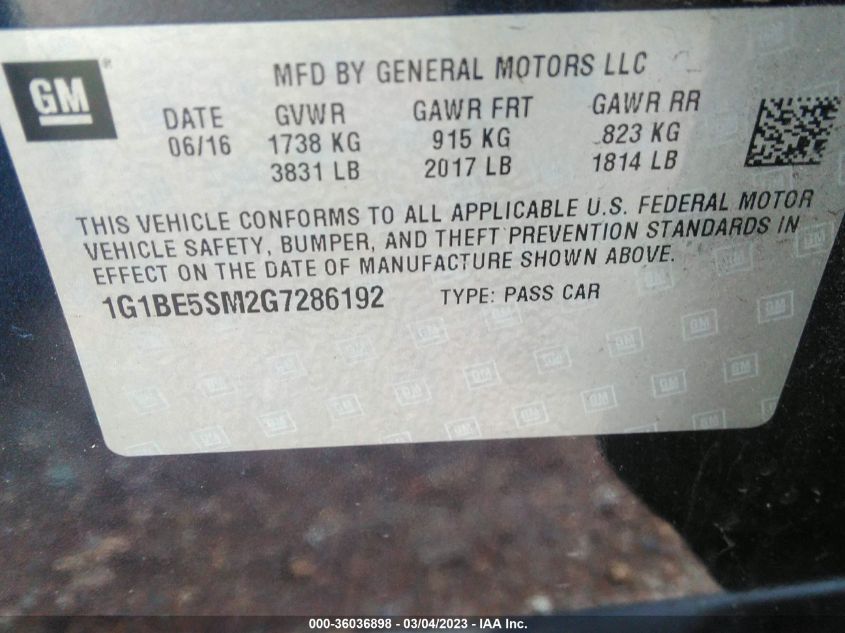 GM
MFD BY GENERAL MOTORS LLC
DATE GVWR GAWR FRT GAWR RR
06/16 1738 KG 915 KG 823 KG
3831 LB 2017 LB 1814 LB
THIS VEHICLE CONFORMS TO ALL APPLICABLE U.S. FEDERAL MOTOR
VEHICLE SAFETY, BUMPER, AND THEFT PREVENTION STANDARDS IN
EFFECT ON THE DATE OF MANUFACTURE SHOWN ABOVE.
1G1BE5SM2G7286192 TYPE: PASS CAR
000-36036898 - 03/04/2023 - IAA Inc.